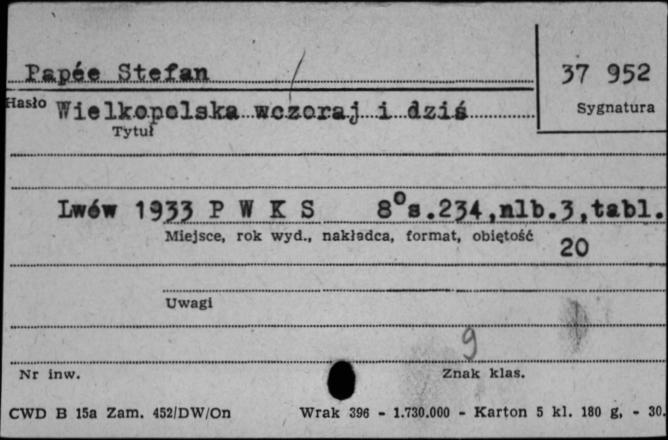 Papée Stefan
37 952
Hasło Wielkopolska wczoraj i dziś
Sygnatura
Tytuł
Lwów 1933 P W K S 8°s.234,nlb.3,tabl.
Miejsce, rok wyd., nakładca, format, objętość
20
Uwagi
9
Nr inw.
Znak klas.
CWD B 15a Zam. 452/DW/On Wrak 396 - 1.730.000 - Karton 5 kl. 180 g, - 30.